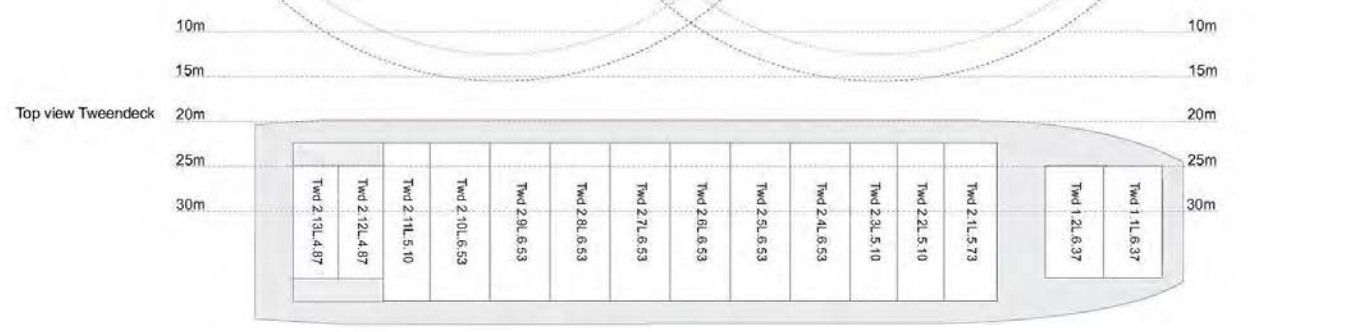 10m
10m
15m
15m
Top view Tweendeck
20m
20m
25m
25m
30m
30m
Twd 2.13L.4.87
Twd 2.12L.4.87
Twd 2.11L.5.10
Twd 2.10L.6.53
Twd 2.9L.6.53
Twd 2.8L.6.53
Twd 2.7L.6.53
Twd 2.6L.6.53
Twd 2.5L.6.53
Twd 2.4L.6.53
Twd 2.3L.5.10
Twd 2.2L.5.10
Twd 2.1L.5.73
Twd 1.2L.6.37
Twd 1.1L.6.37